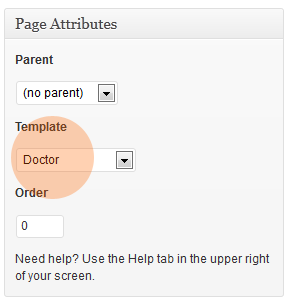 Page Attributes
Parent
(no parent)
Template
Doctor
Order
0
Need help? Use the Help tab in the upper right
of your screen.